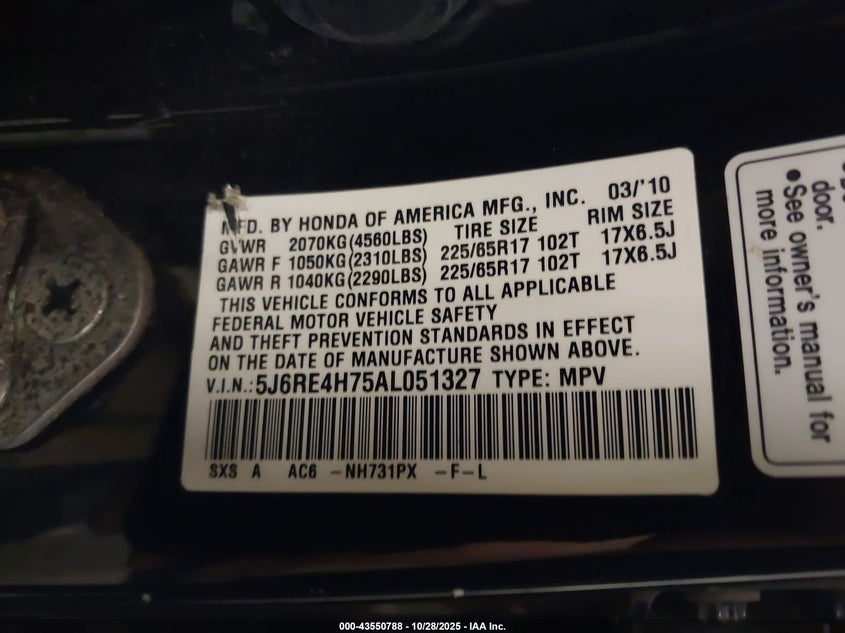 MFD. BY HONDA OF AMERICA MFG., INC. 03/'10
GVWR 2070KG(4560LBS) TIRE SIZE RIM SIZE
GAWR F 1050KG(2310LBS) 225/65R17 102T 17X6.5J
GAWR R 1040KG(2290LBS) 225/65R17 102T 17X6.5J
THIS VEHICLE CONFORMS TO ALL APPLICABLE
FEDERAL MOTOR VEHICLE SAFETY
AND THEFT PREVENTION STANDARDS IN EFFECT
ON THE DATE OF MANUFACTURE SHOWN ABOVE.
V.I.N.: 5J6RE4H75AL051327 TYPE: MPV
SXS A AC6 -NH731PX -F-L
door.
•See owner's manual for
more information.
000-43550788 - 10/28/2025 - IAA Inc.